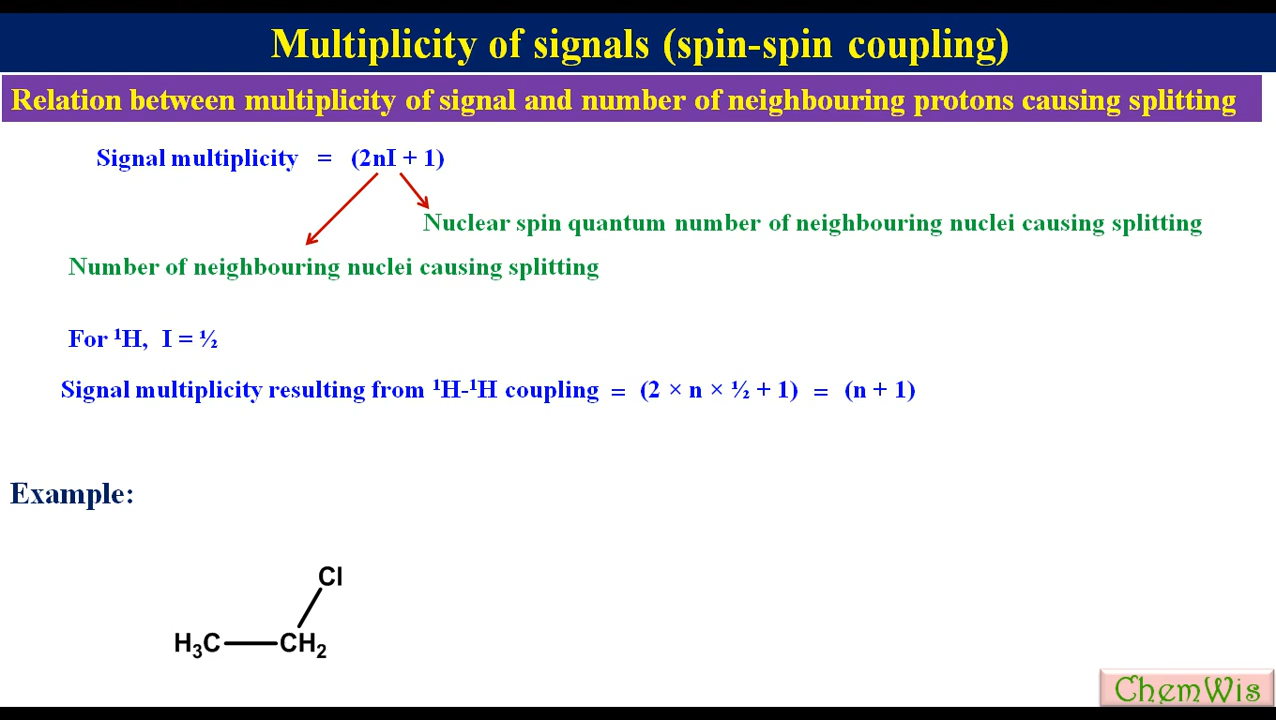 Multiplicity of signals (spin-spin coupling)
Relation between multiplicity of signal and number of neighbouring protons causing splitting
Signal multiplicity = (2nI + 1)
Nuclear spin quantum number of neighbouring nuclei causing splitting
Number of neighbouring nuclei causing splitting
For ¹H, I = ½
Signal multiplicity resulting from ¹H-¹H coupling = (2 × n × ½ + 1) = (n + 1)
Example:
Cl
H₃C CH₂
ChemWis